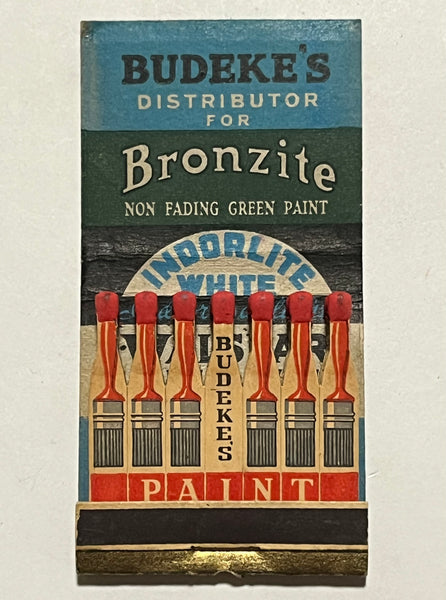 BUDEKE'S
DISTRIBUTOR
FOR
Bronzite
NON FADING GREEN PAINT
INDORLITE
WHITE
BUDEKE'S
PAINT